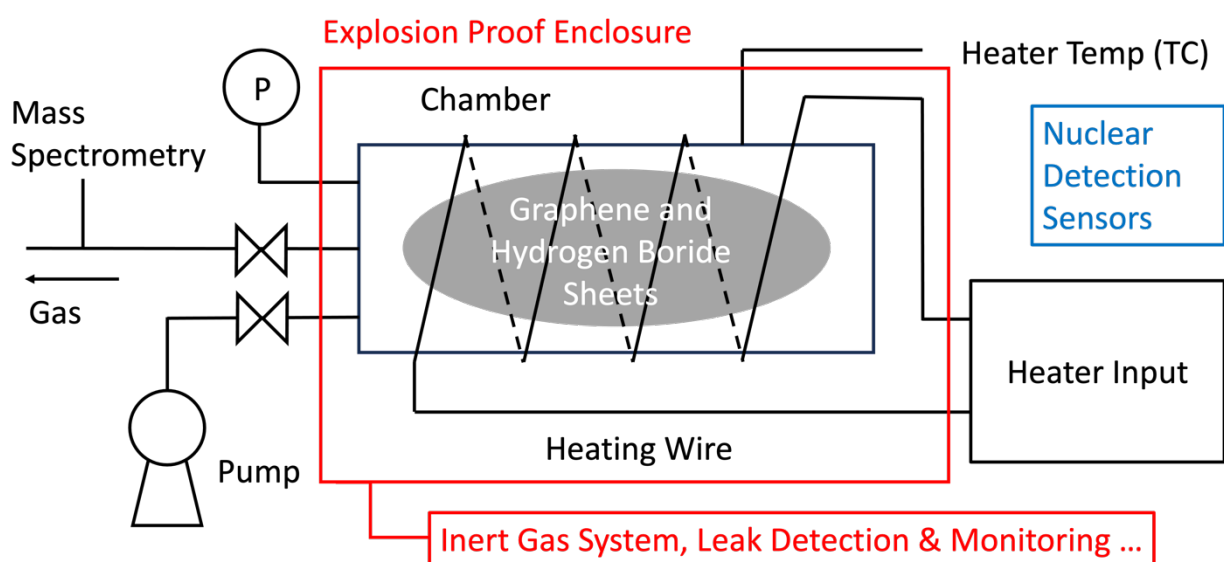 Explosion Proof Enclosure
P
Heater Temp (TC)
Mass
Spectrometry
Chamber
Nuclear
Detection
Sensors
Graphene and
Hydrogen Boride
Sheets
Gas
Heater Input
Heating Wire
Pump
Inert Gas System, Leak Detection & Monitoring ...